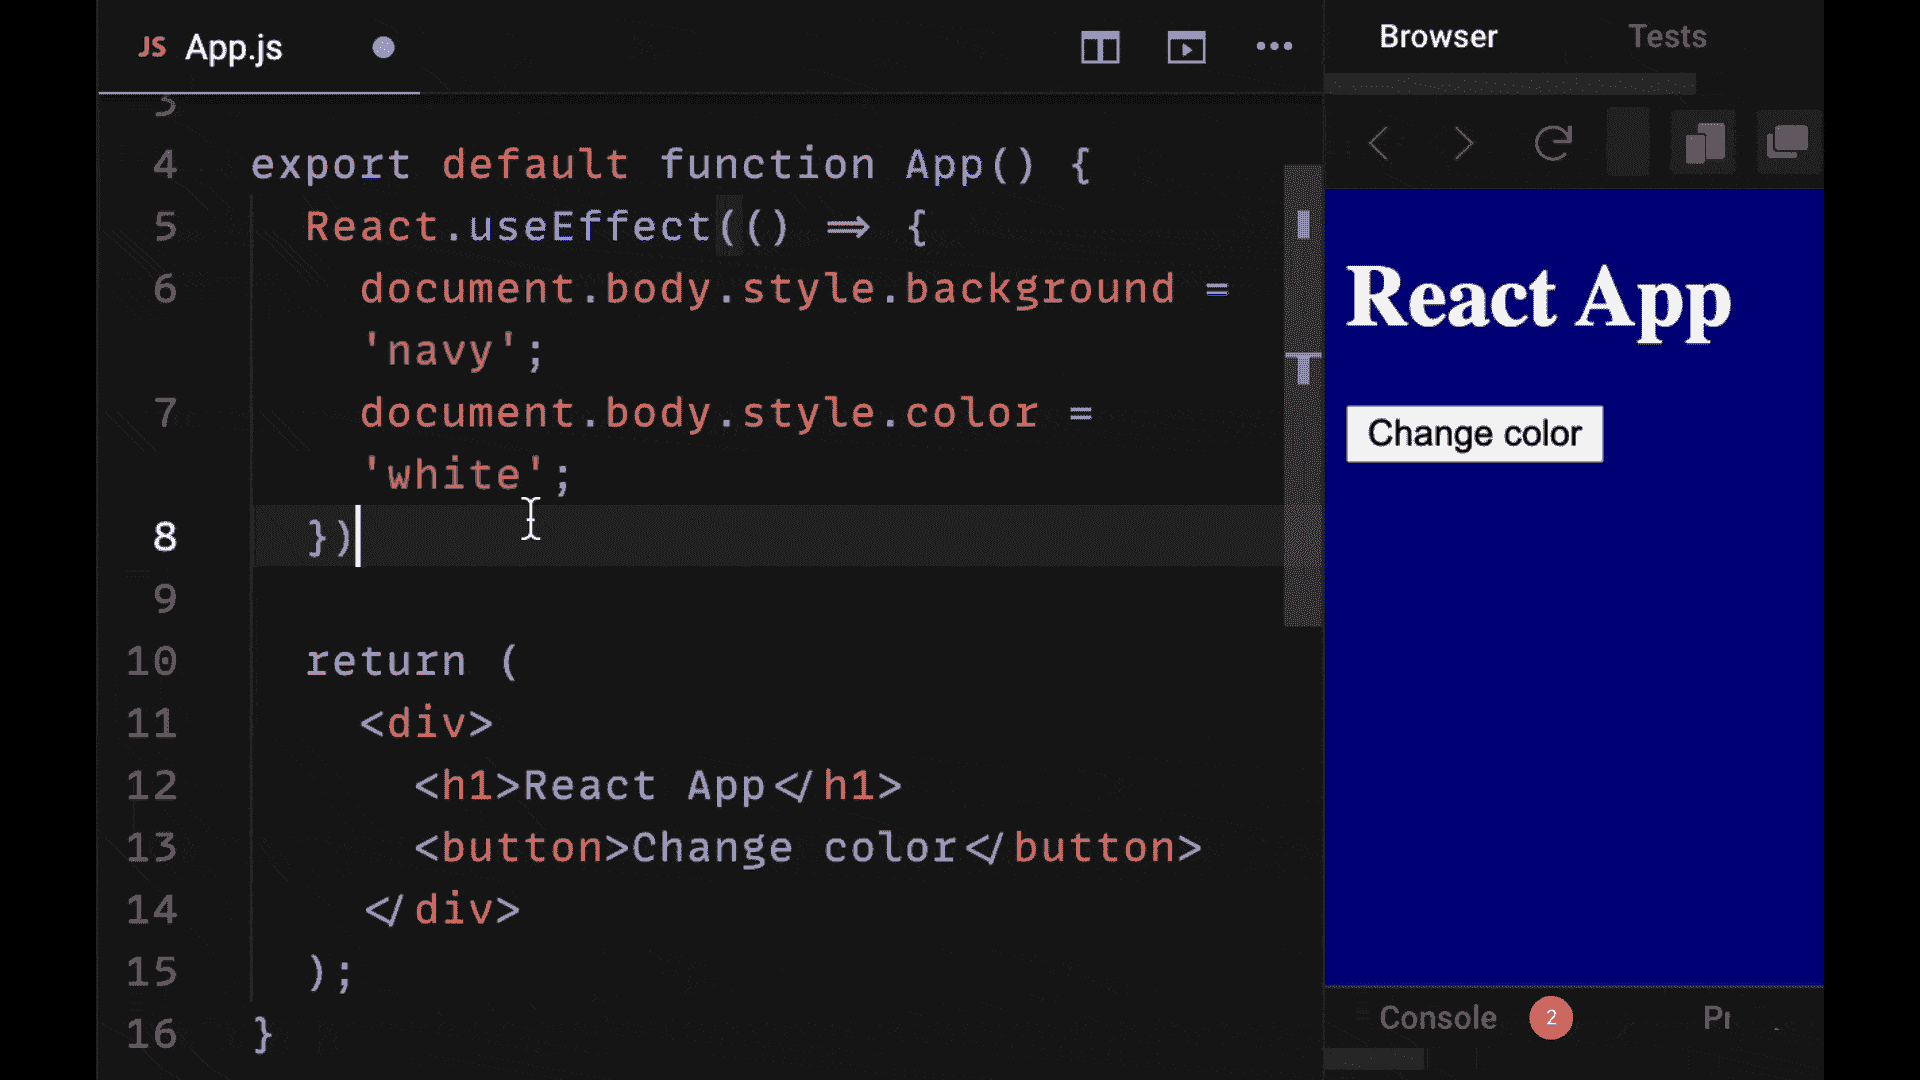 JS App.js
3
4 export default function App() {
5 React.useEffect(() => {
6 document.body.style.background =
'navy';
7 document.body.style.color =
'white';
8 })
9
10 return (
11 <div>
12 <h1>React App</h1>
13 <button>Change color</button>
14 </div>
15 );
16 }
Browser Tests
React App
Change color
Console 2